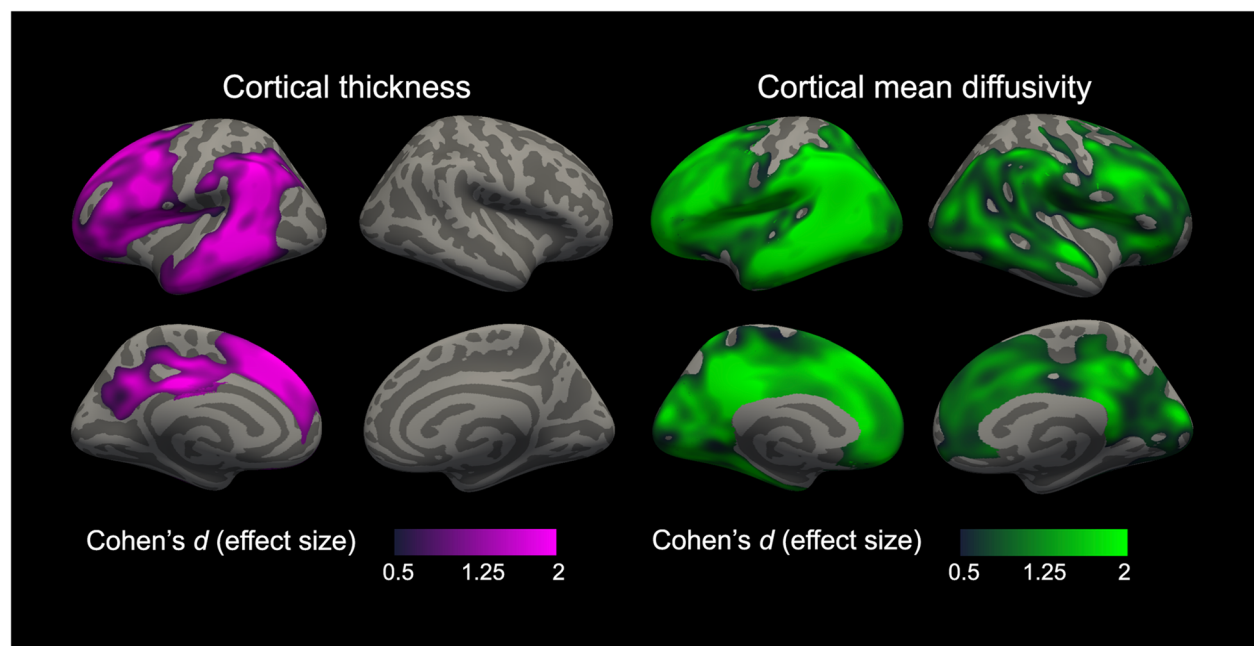 Cortical thickness
Cortical mean diffusivity
Cohen's d (effect size)
0.5 1.25 2
Cohen's d (effect size)
0.5 1.25 2